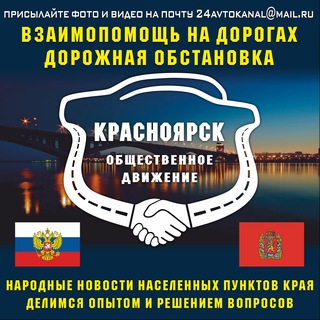 ПРИСЫЛАЙТЕ ФОТО И ВИДЕО НА ПОЧТУ 24AVTOKANAL@MAIL.RU
ВЗАИМОПОМОЩЬ НА ДОРОГАХ
ДОРОЖНАЯ ОБСТАНОВКА
КРАСНОЯРСК
ОБЩЕСТВЕННОЕ
ДВИЖЕНИЕ
НАРОДНЫЕ НОВОСТИ НАСЕЛЕННЫХ ПУНКТОВ КРАЯ
ДЕЛИМСЯ ОПЫТОМ И РЕШЕНИЕМ ВОПРОСОВ